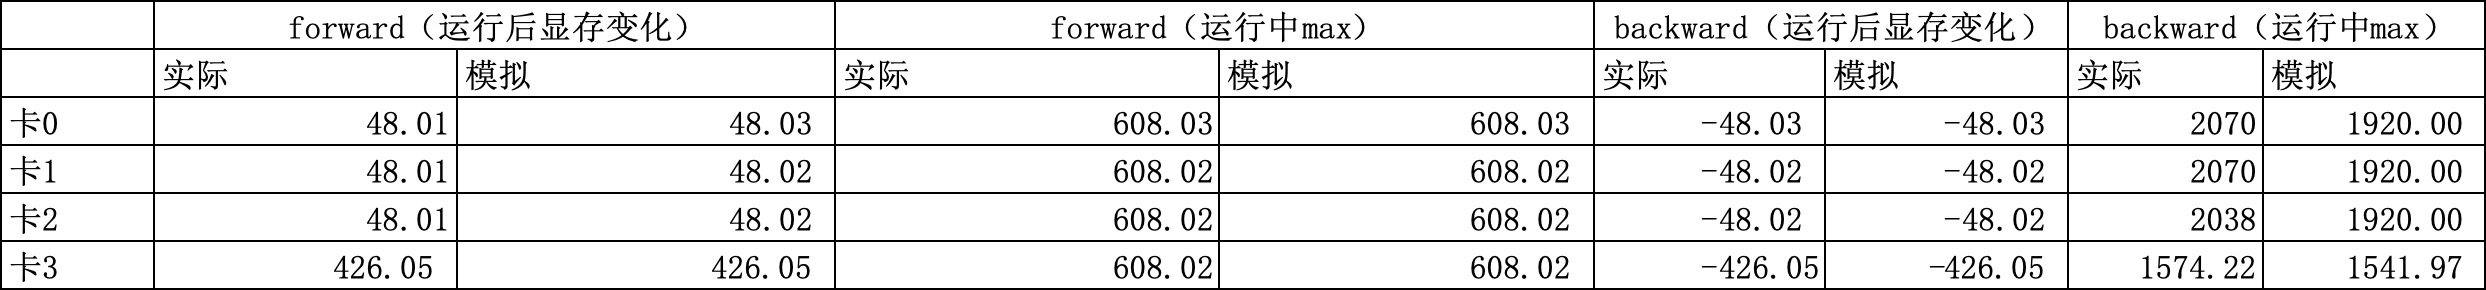 forward（运行后显存变化） forward（运行中max） backward（运行后显存变化） backward（运行中max）
实际 模拟 实际 模拟 实际 模拟 实际 模拟
卡0 48.01 48.03 608.03 608.03 -48.03 -48.03 2070 1920.00
卡1 48.01 48.02 608.02 608.02 -48.02 -48.02 2070 1920.00
卡2 48.01 48.02 608.02 608.02 -48.02 -48.02 2038 1920.00
卡3 426.05 426.05 608.02 608.02 -426.05 -426.05 1574.22 1541.97